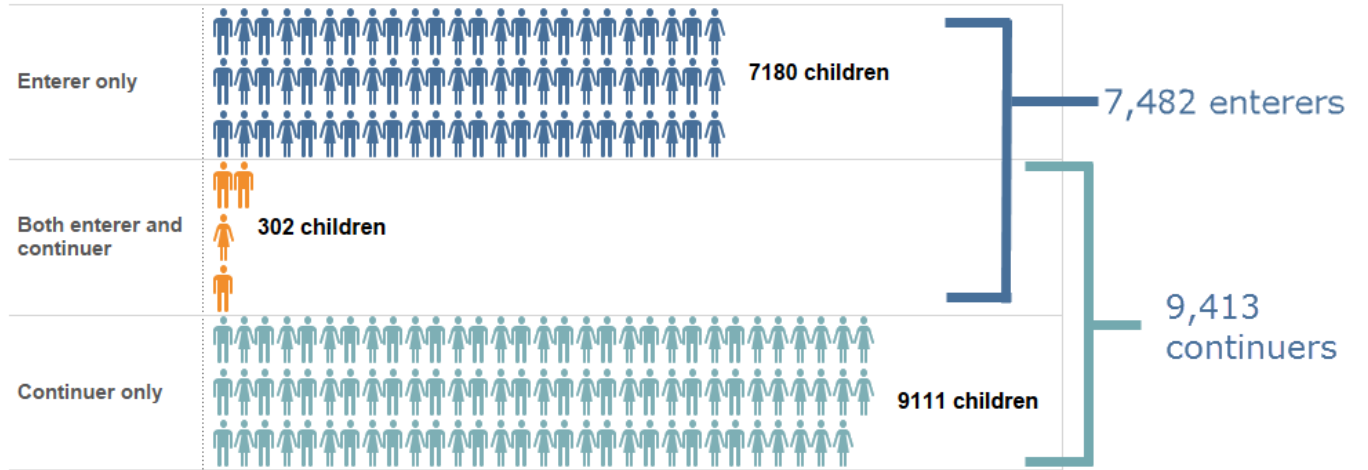 Enterer only
7180 children
7,482 enterers
Both enterer and
continuer
302 children
9,413
continuers
Continuer only
9111 children